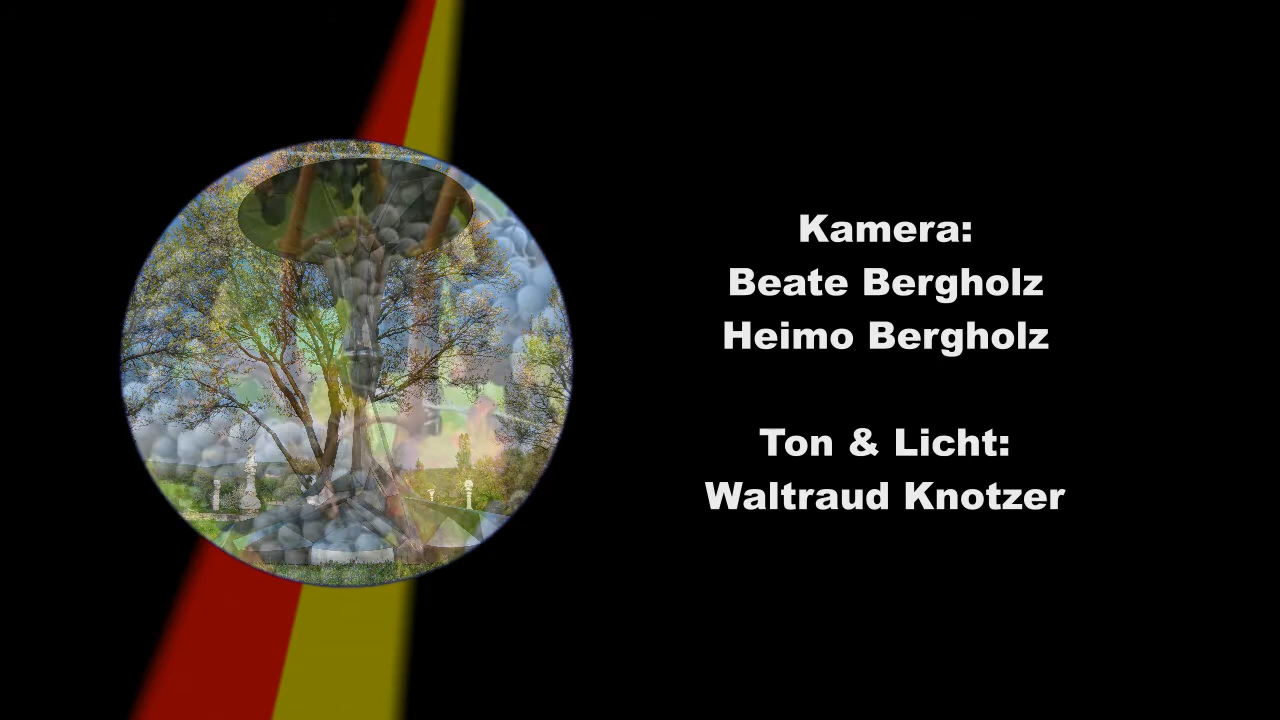 Kamera:
Beate Bergholz
Heimo Bergholz
Ton & Licht:
Waltraud Knotzer